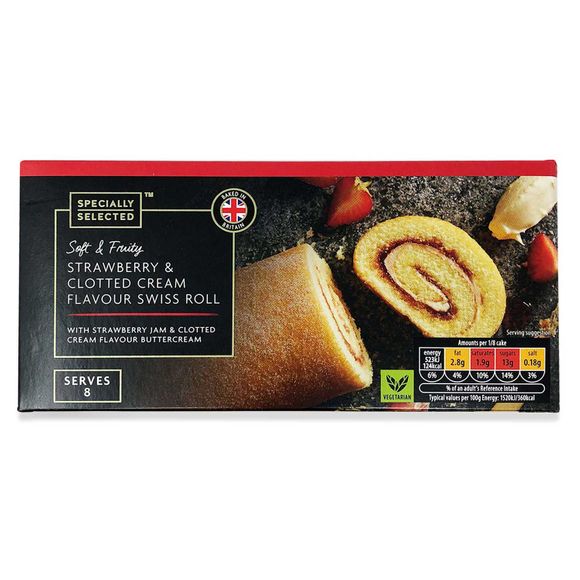 SPECIALLY
SELECTED
™
BAKED IN
BRITAIN
Soft & Fruity
STRAWBERRY &
CLOTTED CREAM
FLAVOUR SWISS ROLL
WITH STRAWBERRY JAM & CLOTTED
CREAM FLAVOUR BUTTERCREAM
SERVES
8
VEGETARIAN
Serving suggestion
Amounts per 1/8 cake
energy fat saturates sugars salt
523kJ
124kcal 2.8g 1.9g 13g 0.18g
6% 4% 10% 14% 3%
% of an adult's Reference Intake
Typical values per 100g Energy: 1520kJ/360kcal